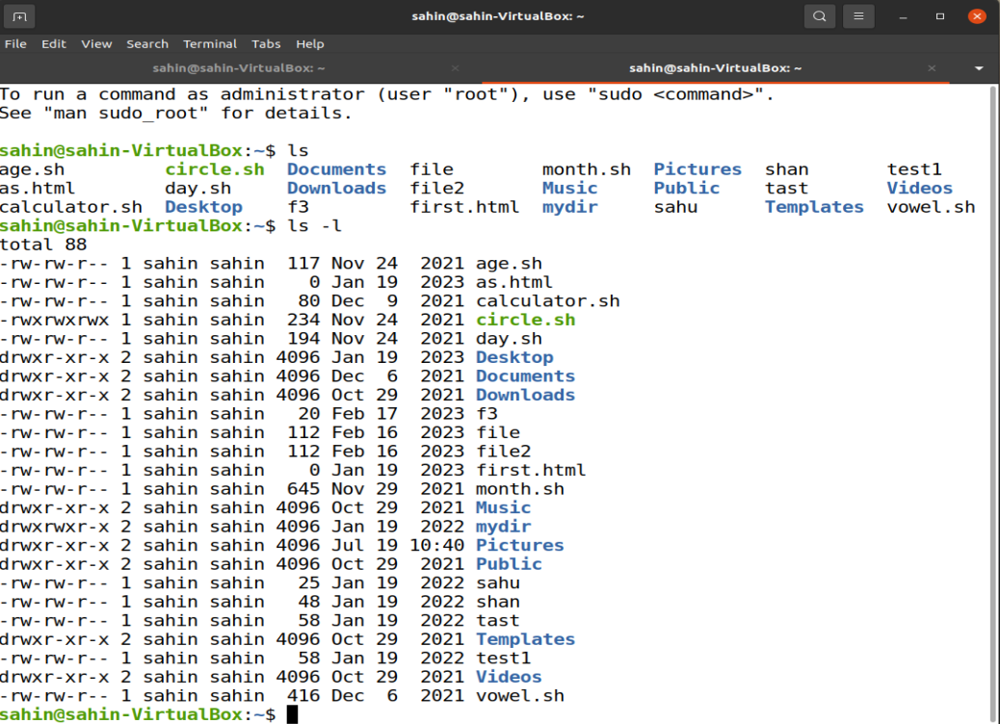 sahin@sahin-VirtualBox: ~
File Edit View Search Terminal Tabs Help
sahin@sahin-VirtualBox: ~ × sahin@sahin-VirtualBox: ~ ×
To run a command as administrator (user "root"), use "sudo <command>".
See "man sudo_root" for details.
sahin@sahin-VirtualBox:~$ ls
age.sh circle.sh Documents file month.sh Pictures shan test1
as.html day.sh Downloads file2 Music Public tast Videos
calculator.sh Desktop f3 first.html mydir sahu Templates vowel.sh
sahin@sahin-VirtualBox:~$ ls -l
total 88
-rw-rw-r-- 1 sahin sahin 117 Nov 24 2021 age.sh
-rw-rw-r-- 1 sahin sahin 0 Jan 19 2023 as.html
-rw-rw-r-- 1 sahin sahin 80 Dec 9 2021 calculator.sh
-rwxrwxrwx 1 sahin sahin 234 Nov 24 2021 circle.sh
-rw-rw-r-- 1 sahin sahin 194 Nov 24 2021 day.sh
drwxr-xr-x 2 sahin sahin 4096 Jan 19 2023 Desktop
drwxr-xr-x 2 sahin sahin 4096 Dec 6 2021 Documents
drwxr-xr-x 2 sahin sahin 4096 Oct 29 2021 Downloads
-rw-rw-r-- 1 sahin sahin 20 Feb 17 2023 f3
-rw-rw-r-- 1 sahin sahin 112 Feb 16 2023 file
-rw-rw-r-- 1 sahin sahin 112 Feb 16 2023 file2
-rw-rw-r-- 1 sahin sahin 0 Jan 19 2023 first.html
-rw-rw-r-- 1 sahin sahin 645 Nov 29 2021 month.sh
drwxr-xr-x 2 sahin sahin 4096 Oct 29 2021 Music
drwxrwxr-x 2 sahin sahin 4096 Jan 19 2022 mydir
drwxr-xr-x 2 sahin sahin 4096 Jul 19 10:40 Pictures
drwxr-xr-x 2 sahin sahin 4096 Oct 29 2021 Public
-rw-rw-r-- 1 sahin sahin 25 Jan 19 2022 sahu
-rw-rw-r-- 1 sahin sahin 48 Jan 19 2022 shan
-rw-rw-r-- 1 sahin sahin 58 Jan 19 2022 tast
drwxr-xr-x 2 sahin sahin 4096 Oct 29 2021 Templates
-rw-rw-r-- 1 sahin sahin 58 Jan 19 2022 test1
drwxr-xr-x 2 sahin sahin 4096 Oct 29 2021 Videos
-rw-rw-r-- 1 sahin sahin 416 Dec 6 2021 vowel.sh
sahin@sahin-VirtualBox:~$